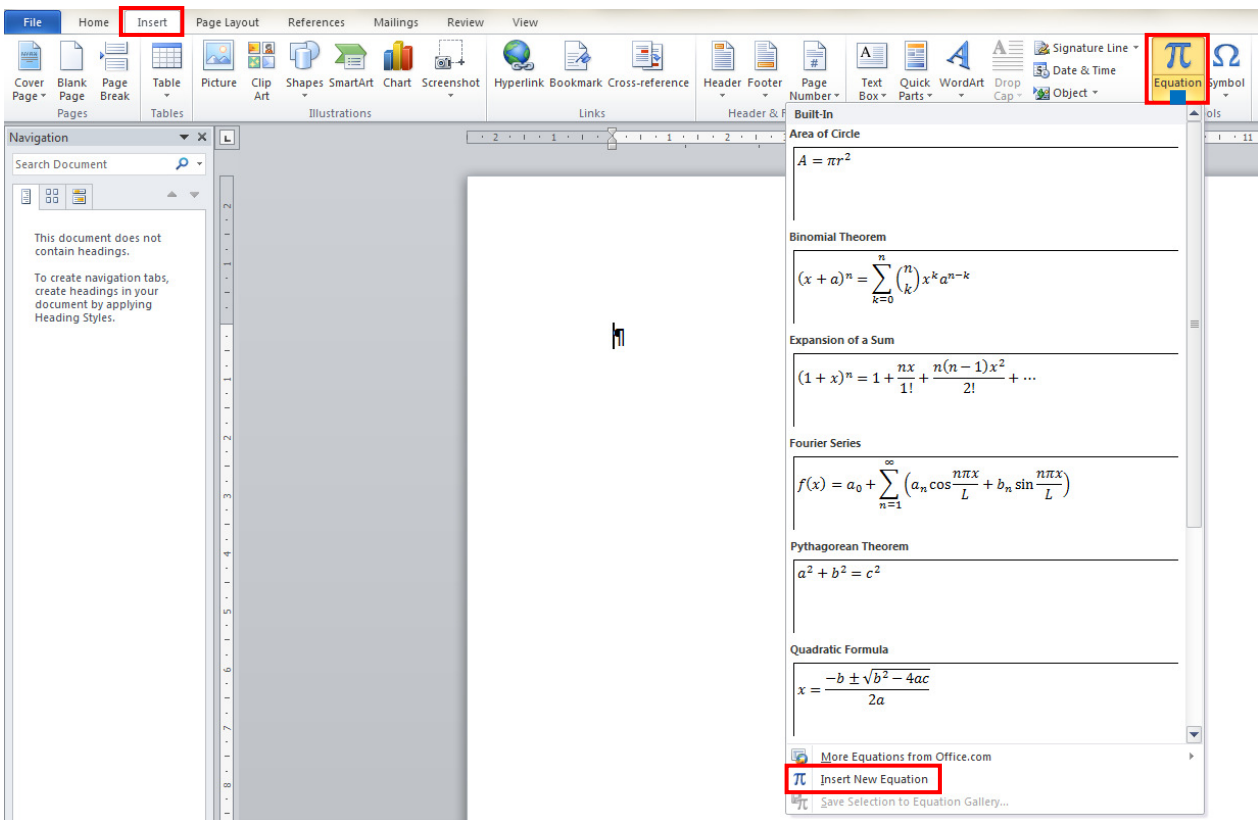 File Home Insert Page Layout References Mailings Review View
Cover Page Blank Page Page Break Table Picture Clip Art Shapes SmartArt Chart Screenshot Hyperlink Bookmark Cross-reference Header Footer Page Number Text Box Quick Parts WordArt Drop Cap Signature Line Date & Time Object Equation Symbol
Pages Tables Illustrations Links Header & F ols
Navigation
Search Document
This document does not
contain headings.
To create navigation tabs,
create headings in your
document by applying
Heading Styles.
¶
Built-In
Area of Circle
A = πr²
Binomial Theorem
(x + a)ⁿ = ∑ₖ₌₀ⁿ (n k) xᵏaⁿ⁻ᵏ
Expansion of a Sum
(1 + x)ⁿ = 1 + nx/1! + n(n − 1)x²/2! + ⋯
Fourier Series
f(x) = a₀ + ∑ₙ₌₁^∞ (aₙ cos nπx/L + bₙ sin nπx/L)
Pythagorean Theorem
a² + b² = c²
Quadratic Formula
x = −b ± √(b² − 4ac) / 2a
More Equations from Office.com
π Insert New Equation
Save Selection to Equation Gallery...